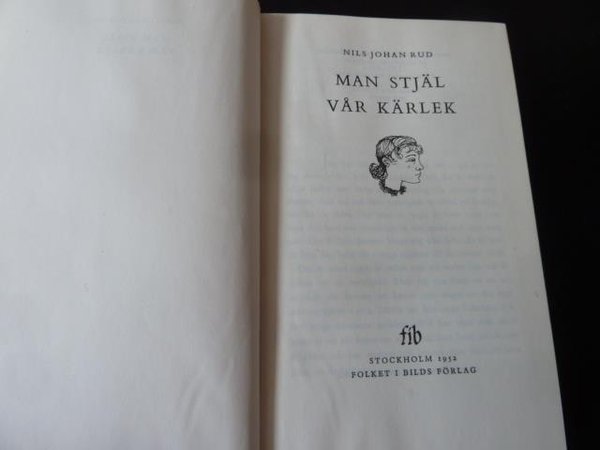 NILS JOHAN RUD
MAN STJÄL
VÅR KÄRLEK
fib
STOCKHOLM 1952
FOLKET I BILDS FÖRLAG